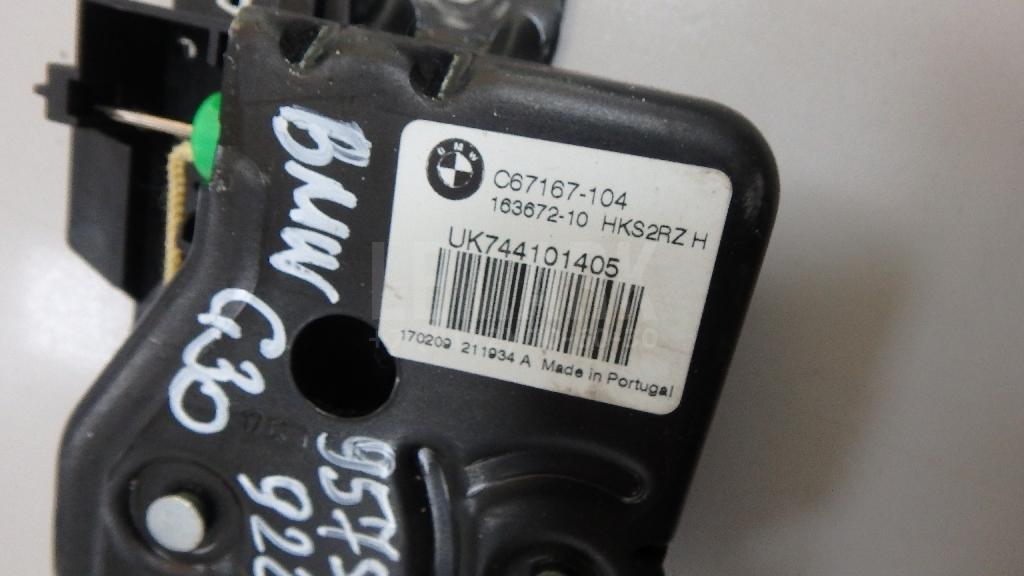 BMW
C67167-104
163672-10 HKS2RZ H
UK744101405
170209 211934 A Made in Portugal
BMW
G30